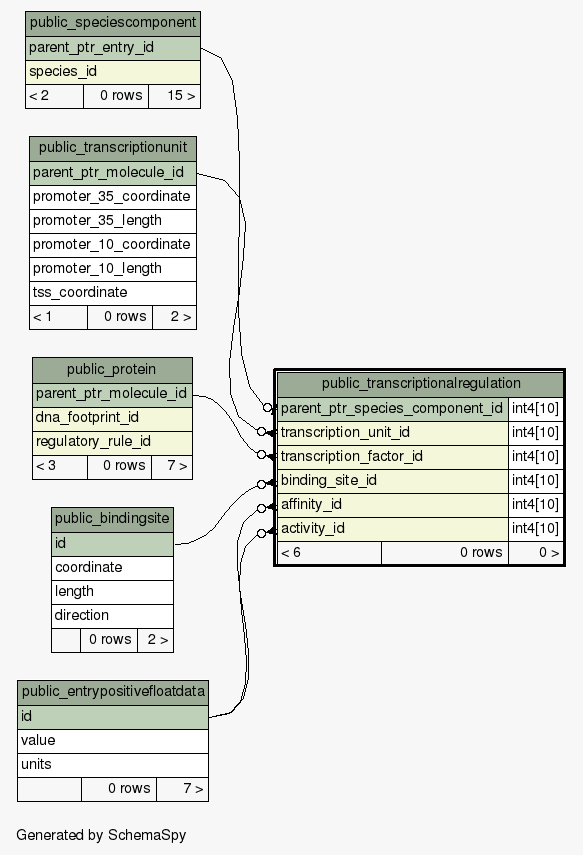 public_speciescomponent
parent_ptr_entry_id
species_id
< 2 0 rows 15 >
public_transcriptionunit
parent_ptr_molecule_id
promoter_35_coordinate
promoter_35_length
promoter_10_coordinate
promoter_10_length
tss_coordinate
< 1 0 rows 2 >
public_protein
parent_ptr_molecule_id
dna_footprint_id
regulatory_rule_id
< 3 0 rows 7 >
public_bindingsite
id
coordinate
length
direction
0 rows 2 >
public_entrypositivefloatdata
id
value
units
0 rows 7 >
public_transcriptionalregulation
parent_ptr_species_component_id int4[10]
transcription_unit_id int4[10]
transcription_factor_id int4[10]
binding_site_id int4[10]
affinity_id int4[10]
activity_id int4[10]
< 6 0 rows 0 >
Generated by SchemaSpy